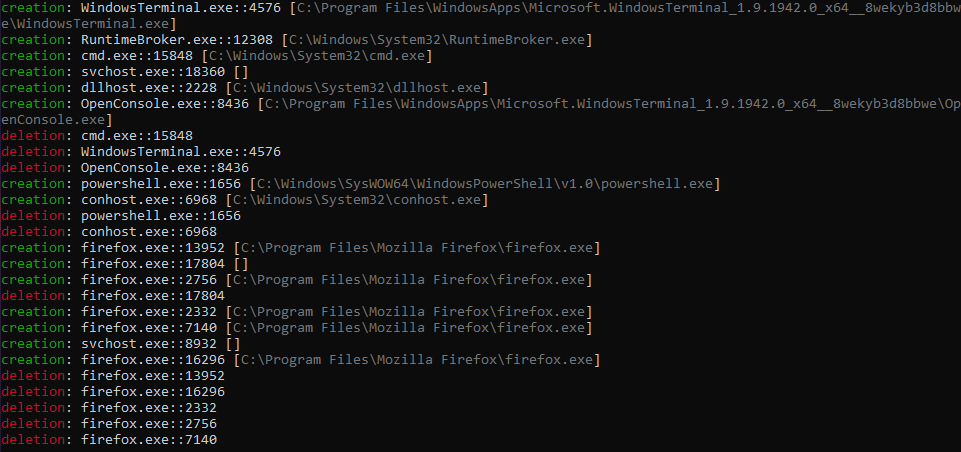 creation: WindowsTerminal.exe::4576 [C:\Program Files\WindowsApps\Microsoft.WindowsTerminal_1.9.1942.0_x64__8wekyb3d8bbw
e\WindowsTerminal.exe]
creation: RuntimeBroker.exe::12308 [C:\Windows\System32\RuntimeBroker.exe]
creation: cmd.exe::15848 [C:\Windows\System32\cmd.exe]
creation: svchost.exe::18360 []
creation: dllhost.exe::2228 [C:\Windows\System32\dllhost.exe]
creation: OpenConsole.exe::8436 [C:\Program Files\WindowsApps\Microsoft.WindowsTerminal_1.9.1942.0_x64__8wekyb3d8bbwe\Op
enConsole.exe]
deletion: cmd.exe::15848
deletion: WindowsTerminal.exe::4576
deletion: OpenConsole.exe::8436
creation: powershell.exe::1656 [C:\Windows\SysWOW64\WindowsPowerShell\v1.0\powershell.exe]
creation: conhost.exe::6968 [C:\Windows\System32\conhost.exe]
deletion: powershell.exe::1656
deletion: conhost.exe::6968
creation: firefox.exe::13952 [C:\Program Files\Mozilla Firefox\firefox.exe]
creation: firefox.exe::17804 []
creation: firefox.exe::2756 [C:\Program Files\Mozilla Firefox\firefox.exe]
deletion: firefox.exe::17804
creation: firefox.exe::2332 [C:\Program Files\Mozilla Firefox\firefox.exe]
creation: firefox.exe::7140 [C:\Program Files\Mozilla Firefox\firefox.exe]
creation: svchost.exe::8932 []
creation: firefox.exe::16296 [C:\Program Files\Mozilla Firefox\firefox.exe]
deletion: firefox.exe::13952
deletion: firefox.exe::16296
deletion: firefox.exe::2332
deletion: firefox.exe::2756
deletion: firefox.exe::7140